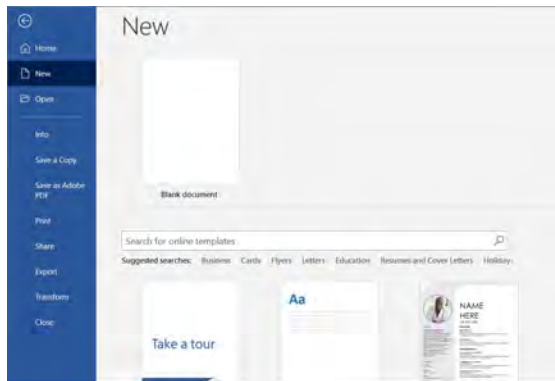 New
Home
New
Open
Info
Save a Copy
Save as Adobe
PDF
Print
Share
Export
Transform
Close
Blank document
Search for online templates
Suggested searches: Business Cards Flyers Letters Education Resumes and Cover Letters Holiday
Take a tour
Aa
NAME
HERE